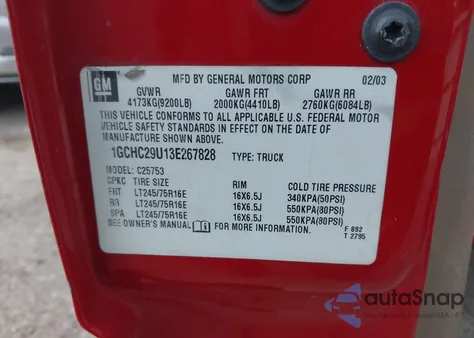 GM
MFD BY GENERAL MOTORS CORP 02/03
GVWR GAWR FRT GAWR RR
4173KG(9200LB) 2000KG(4410LB) 2760KG(6084LB)
THIS VEHICLE CONFORMS TO ALL APPLICABLE U.S. FEDERAL MOTOR
VEHICLE SAFETY STANDARDS IN EFFECT ON THE DATE OF
MANUFACTURE SHOWN ABOVE.
1GCHC29U13E267828 TYPE: TRUCK
MODEL: C25753
CPKC TIRE SIZE RIM COLD TIRE PRESSURE
FRT LT245/75R16E 16X6.5J 340KPA(50PSI)
RR LT245/75R16E 16X6.5J 550KPA(80PSI)
SPA LT245/75R16E 16X6.5J 550KPA(80PSI)
SEE OWNER'S MANUAL FOR MORE INFORMATION. F 892
T 2795
autoSnap